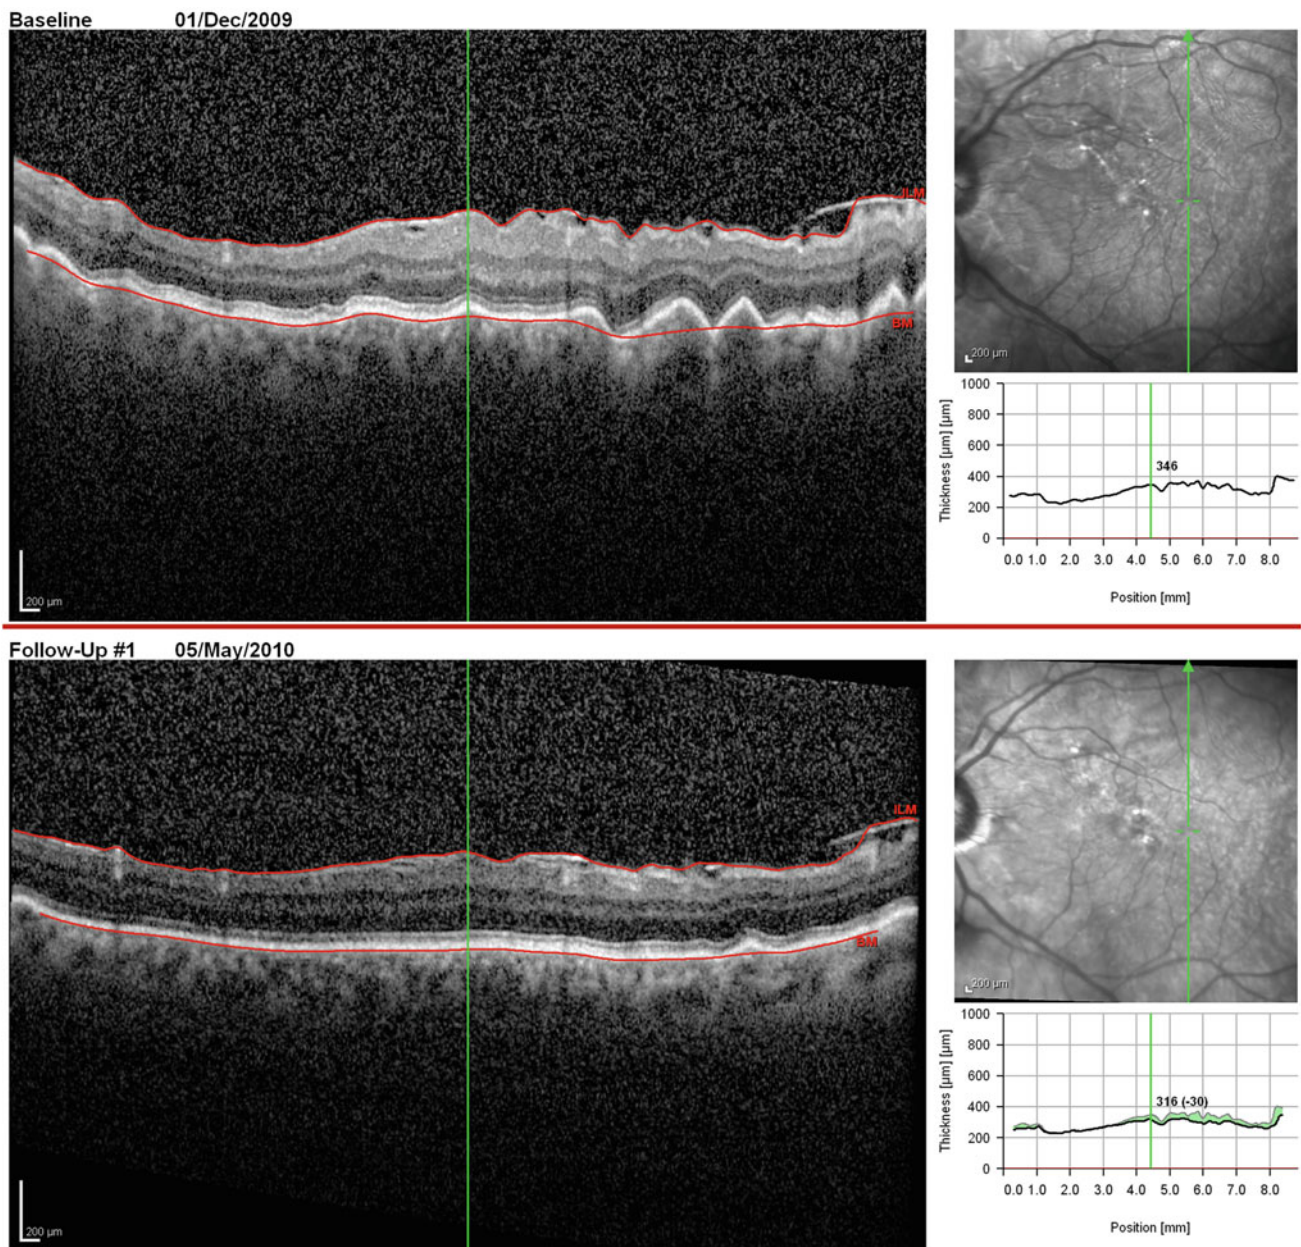 Baseline 01/Dec/2009
ILM
BM
200 µm
200 µm
Thickness [µm] [µm]
1000
800
600
400
200
0
346
0.0 1.0 2.0 3.0 4.0 5.0 6.0 7.0 8.0
Position [mm]
Follow-Up #1 05/May/2010
ILM
BM
200 µm
200 µm
Thickness [µm] [µm]
1000
800
600
400
200
0
316 (-30)
0.0 1.0 2.0 3.0 4.0 5.0 6.0 7.0 8.0
Position [mm]